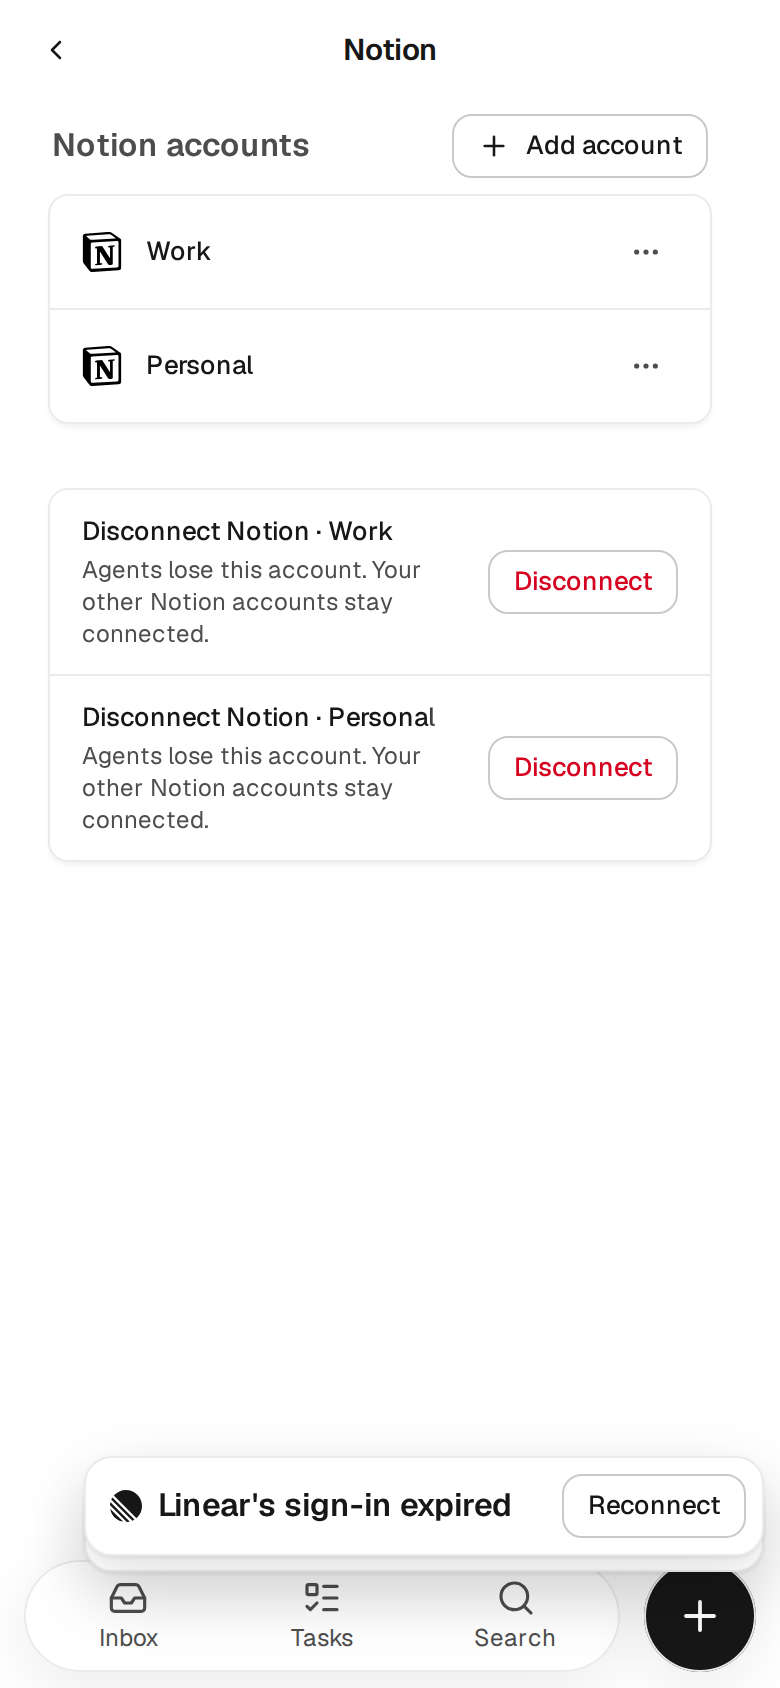 Notion
Notion accounts
Add account
Work
Personal
Disconnect Notion · Work
Agents lose this account. Your
other Notion accounts stay
connected.
Disconnect
Disconnect Notion · Personal
Agents lose this account. Your
other Notion accounts stay
connected.
Disconnect
Linear's sign-in expired
Reconnect
Inbox
Tasks
Search